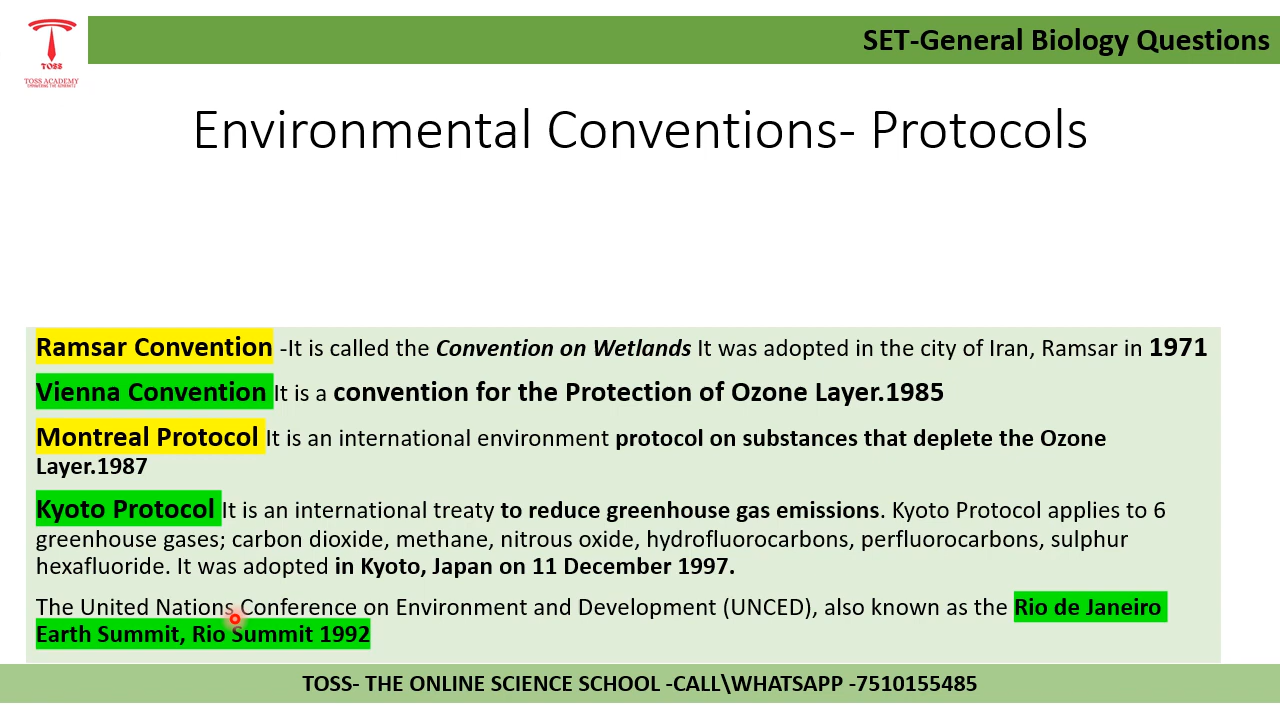 SET-General Biology Questions
TOSS
TOSS ACADEMY
Environmental Conventions- Protocols
Ramsar Convention -It is called the Convention on Wetlands It was adopted in the city of Iran, Ramsar in 1971
Vienna Convention It is a convention for the Protection of Ozone Layer.1985
Montreal Protocol It is an international environment protocol on substances that deplete the Ozone
Layer.1987
Kyoto Protocol It is an international treaty to reduce greenhouse gas emissions. Kyoto Protocol applies to 6
greenhouse gases; carbon dioxide, methane, nitrous oxide, hydrofluorocarbons, perfluorocarbons, sulphur
hexafluoride. It was adopted in Kyoto, Japan on 11 December 1997.
The United Nations Conference on Environment and Development (UNCED), also known as the Rio de Janeiro
Earth Summit, Rio Summit 1992
TOSS- THE ONLINE SCIENCE SCHOOL -CALL\WHATSAPP -7510155485